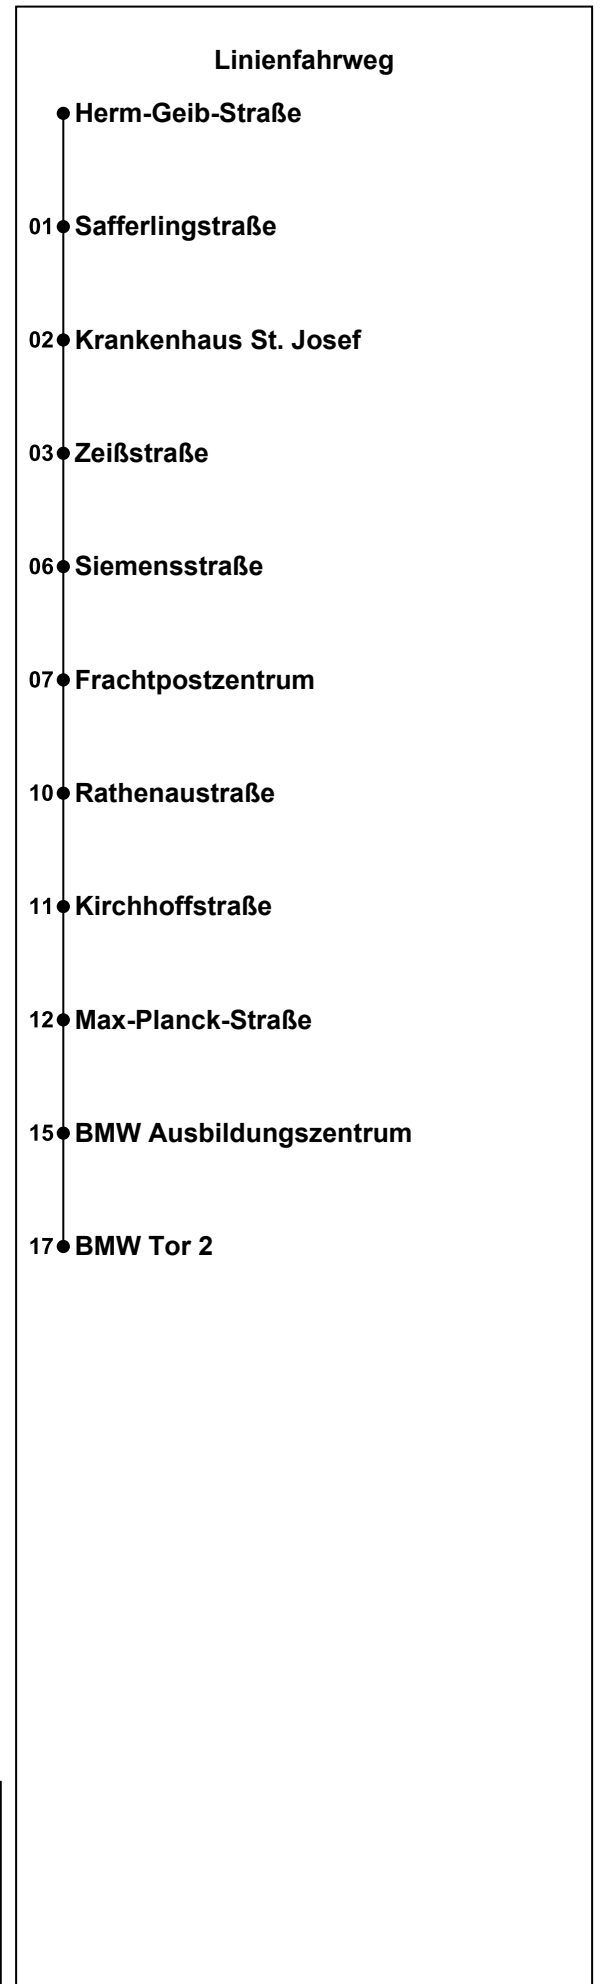 Linienfahrweg
Herm-Geib-Straße
01 Safferlingstraße
02 Krankenhaus St. Josef
03 Zeißstraße
06 Siemensstraße
07 Frachtpostzentrum
10 Rathenaustraße
11 Kirchhoffstraße
12 Max-Planck-Straße
15 BMW Ausbildungszentrum
17 BMW Tor 2